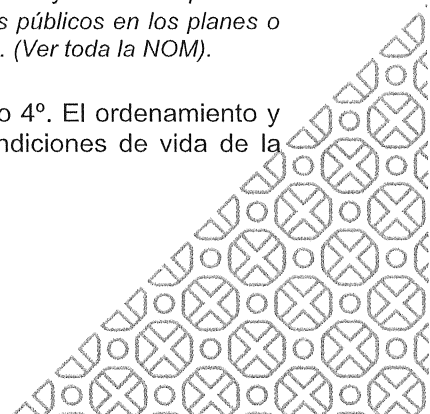 s públicos en los planes o
. (Ver toda la NOM).
o 4º. El ordenamiento y
ndiciones de vida de la